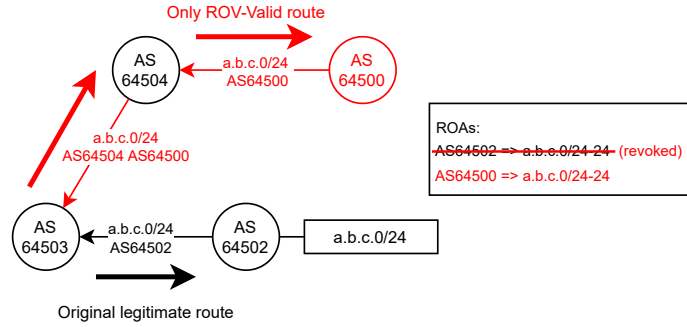 Only ROV-Valid route
AS
64504
a.b.c.0/24
AS64500
AS
64500
a.b.c.0/24
AS64504 AS64500
ROAs:
AS64502 => a.b.c.0/24-24 (revoked)
AS64500 => a.b.c.0/24-24
AS
64503
a.b.c.0/24
AS64502
AS
64502
a.b.c.0/24
Original legitimate route